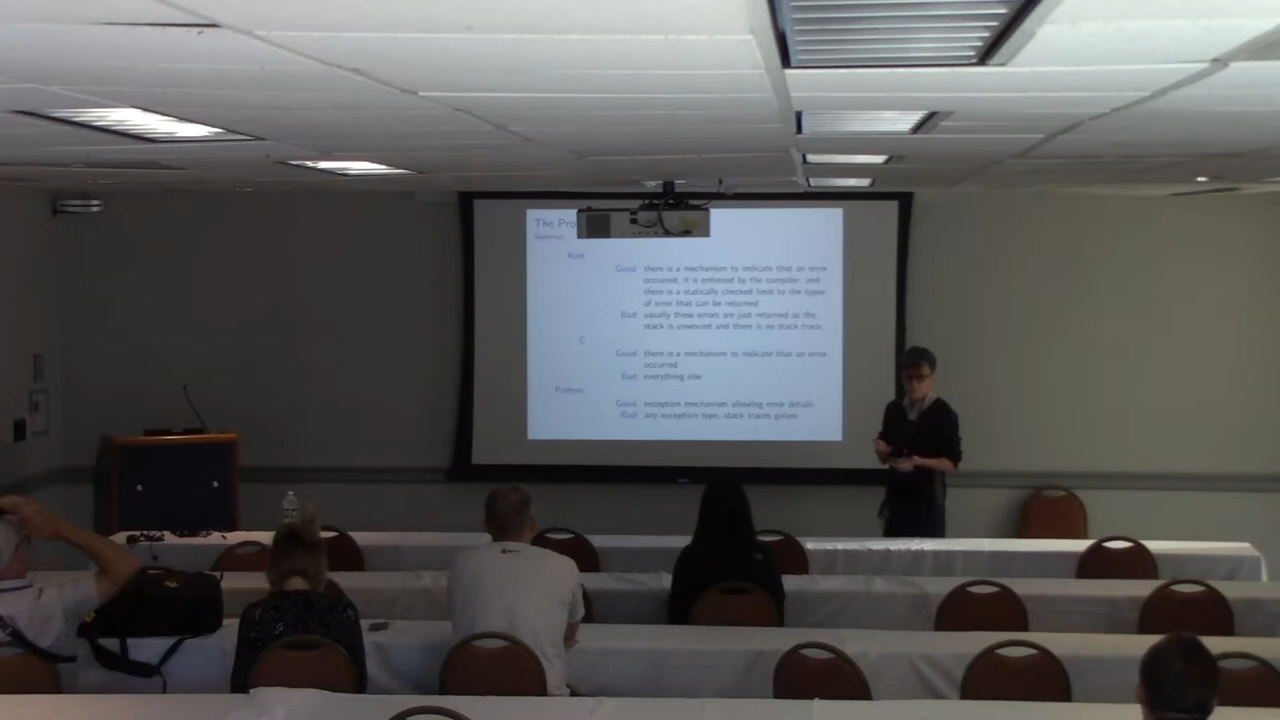 The Pro
Summary
Rust
Good there is a mechanism to indicate that an error
occurred, it is enforced by the compiler, and
there is a statically checked limit to the types
of error that can be returned
Bad usually these errors are just returned as the
stack is unwound and there is no stack trace
C
Good there is a mechanism to indicate that an error
occurred
Bad everything else
Python
Good exception mechanism allowing error details
Bad any exception type, stack traces galore